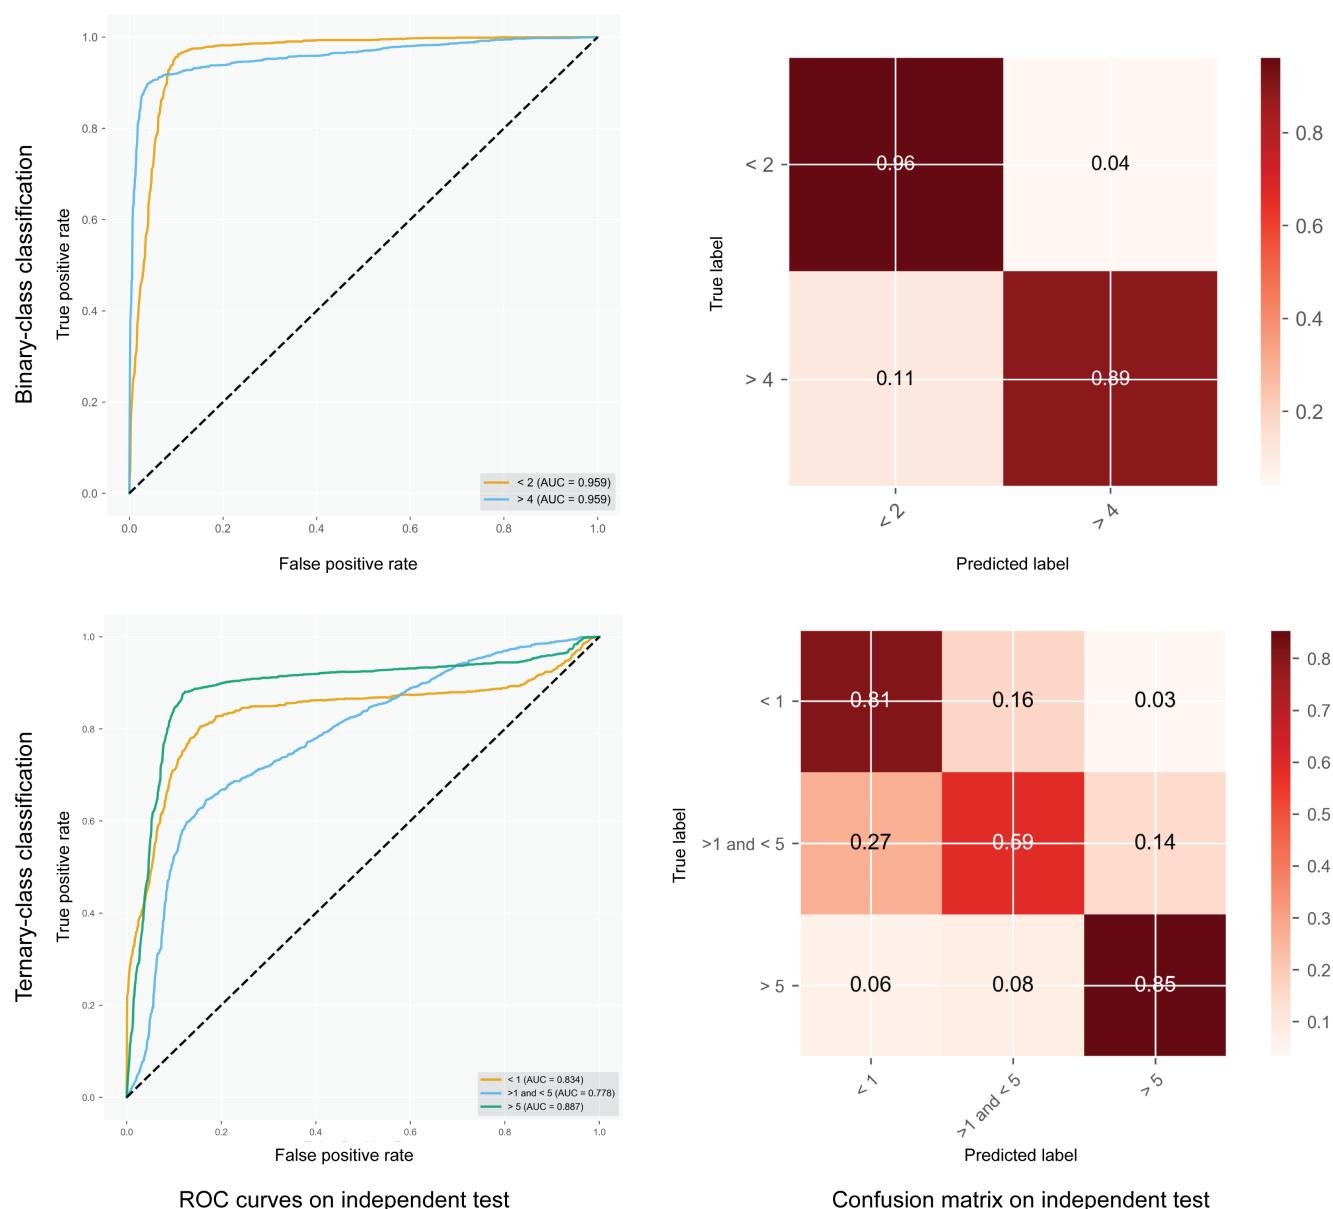 Binary-class classification
True positive rate
1.0
0.8
0.6
0.4
0.2
0.0
0.0 0.2 0.4 0.6 0.8 1.0
False positive rate
< 2 (AUC = 0.959)
> 4 (AUC = 0.959)
True label
< 2
> 4
0.96 0.04
0.11 0.89
< 2 > 4
Predicted label
0.8
0.6
0.4
0.2
Ternary-class classification
True positive rate
1.0
0.8
0.6
0.4
0.2
0.0
0.0 0.2 0.4 0.6 0.8 1.0
False positive rate
< 1 (AUC = 0.834)
>1 and < 5 (AUC = 0.778)
> 5 (AUC = 0.887)
ROC curves on independent test
True label
< 1
>1 and < 5
> 5
0.81 0.16 0.03
0.27 0.59 0.14
0.06 0.08 0.85
< 1 >1 and < 5 > 5
Predicted label
0.8
0.7
0.6
0.5
0.4
0.3
0.2
0.1
Confusion matrix on independent test